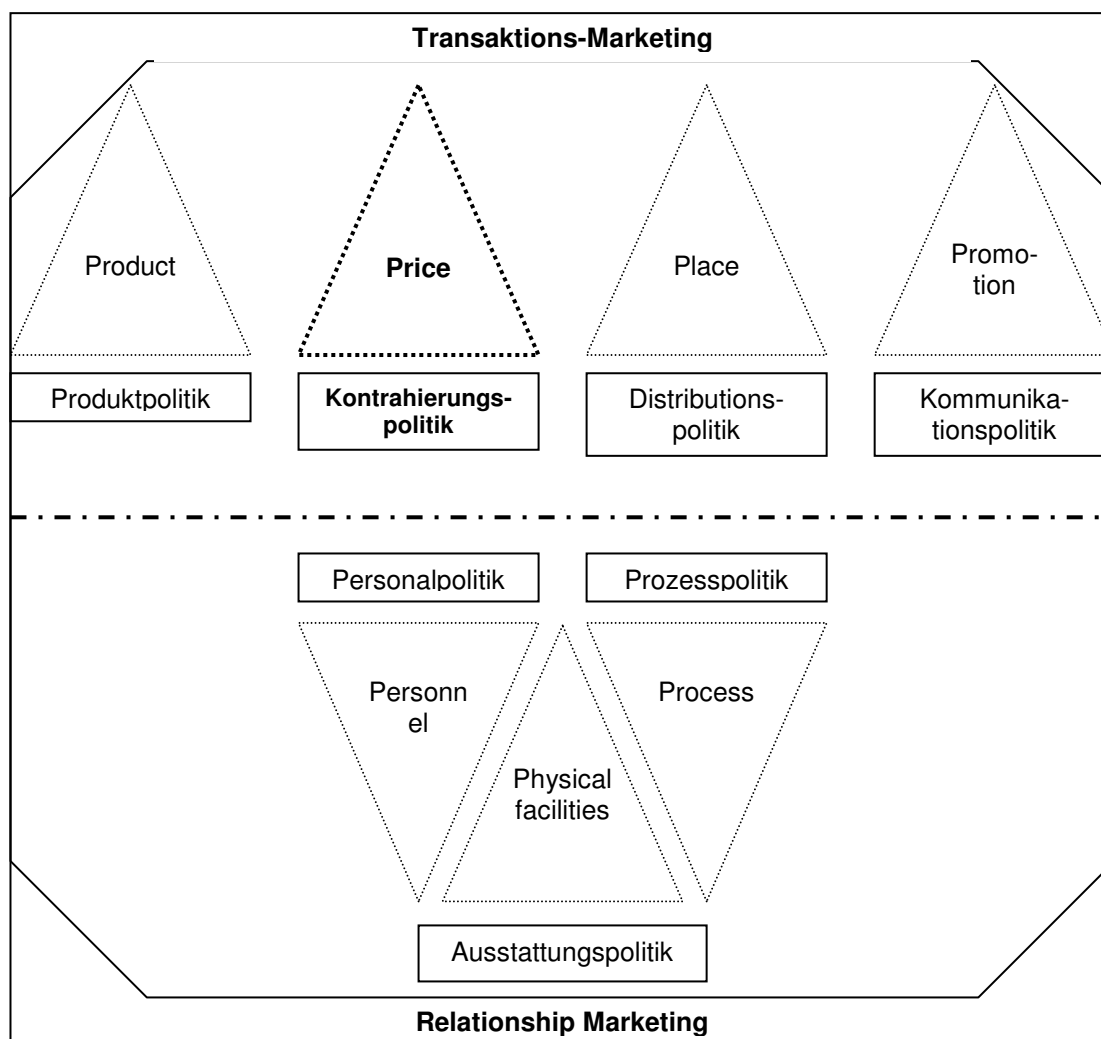 Transaktions-Marketing
Product
Price
Place
Promo-
tion
Produktpolitik
Kontrahierungs-
politik
Distributions-
politik
Kommunika-
tionspolitik
Personalpolitik
Prozesspolitik
Personn
el
Process
Physical
facilities
Ausstattungspolitik
Relationship Marketing